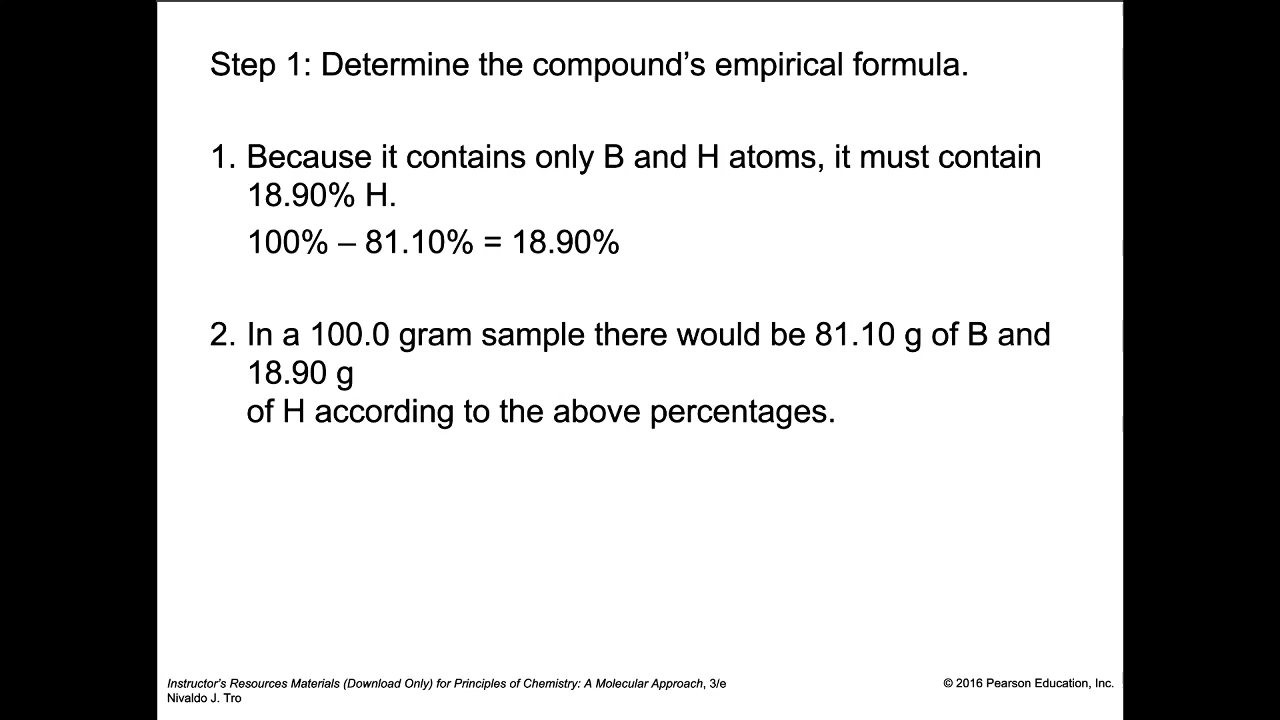 Step 1: Determine the compound’s empirical formula.
1. Because it contains only B and H atoms, it must contain
18.90% H.
100% – 81.10% = 18.90%
2. In a 100.0 gram sample there would be 81.10 g of B and
18.90 g
of H according to the above percentages.
Instructor’s Resources Materials (Download Only) for Principles of Chemistry: A Molecular Approach, 3/e
Nivaldo J. Tro
© 2016 Pearson Education, Inc.